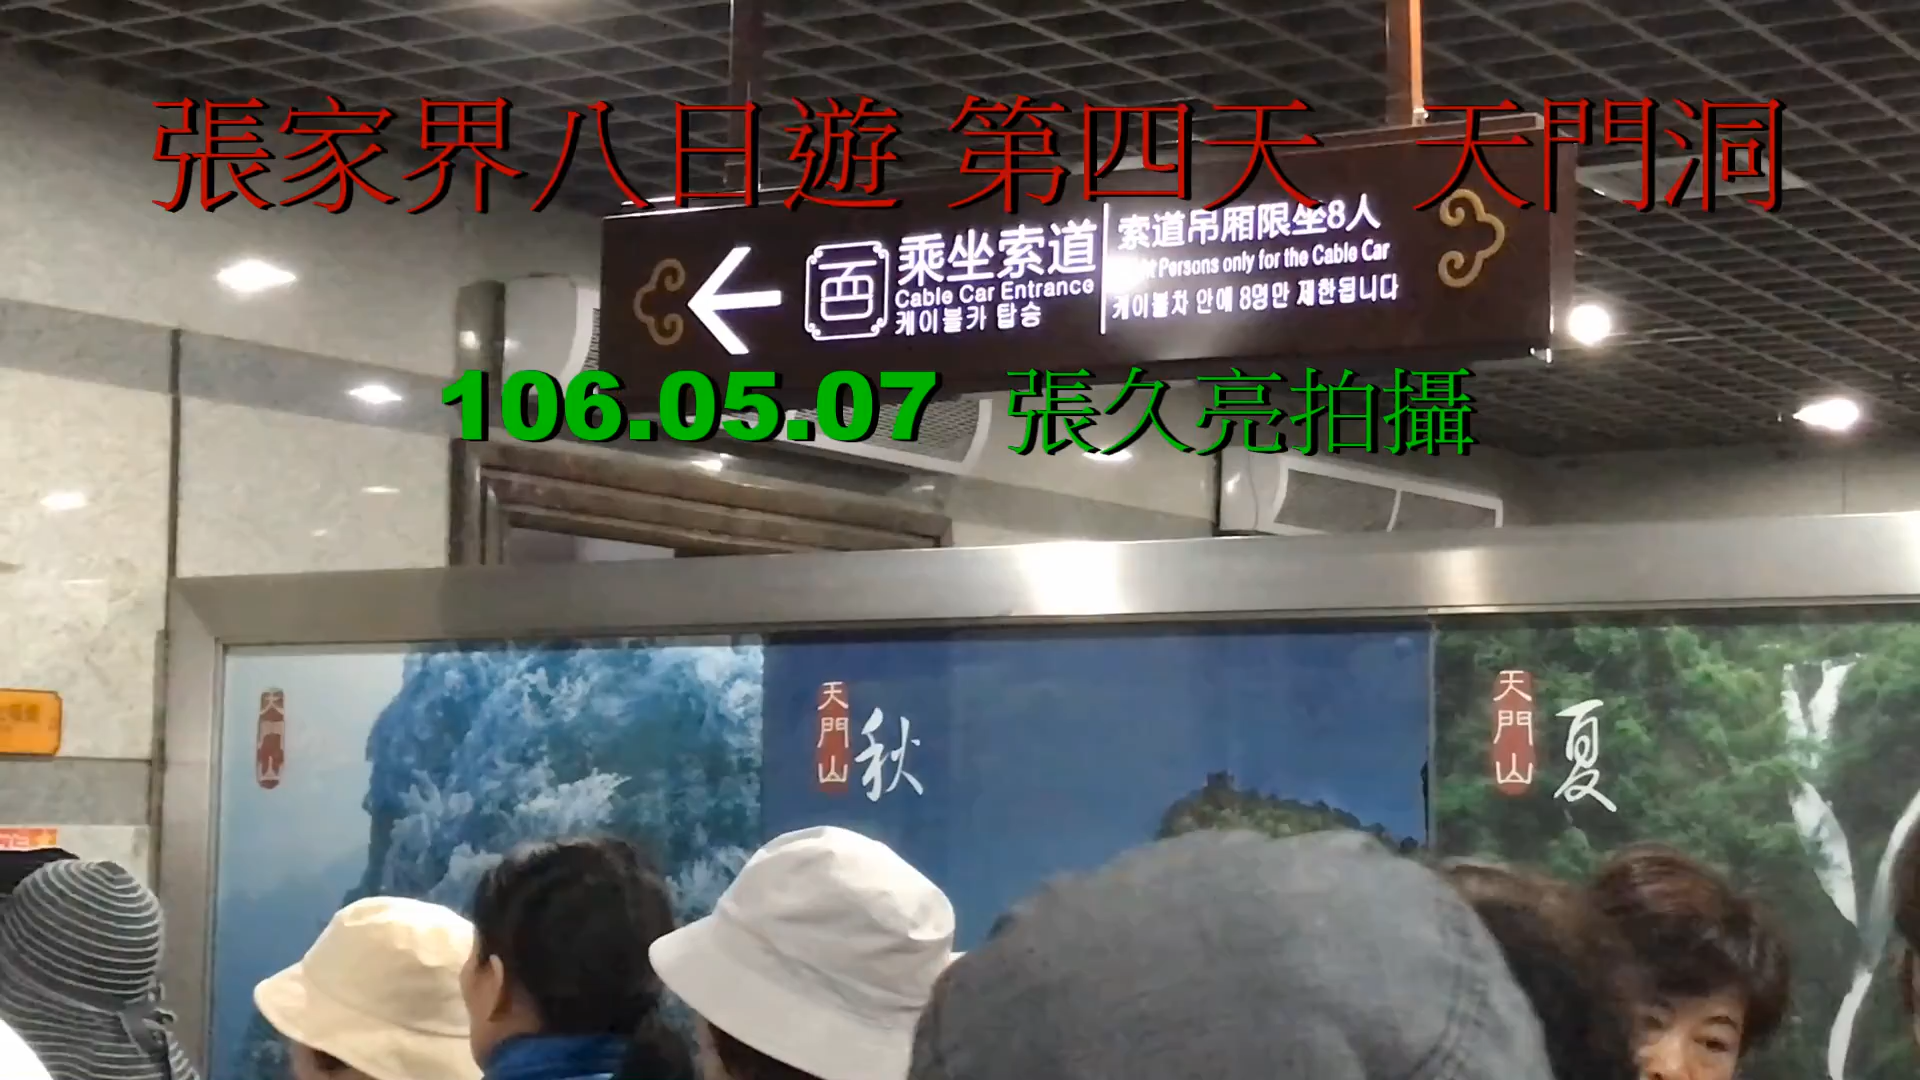 張家界八日遊 第四天 天門洞
乘坐索道
Cable Car Entrance
케이블카 탑승
索道吊厢限坐8人
Persons only for the Cable Car
케이블차 안에 8명만 제한됩니다
106.05.07 張久亮拍攝
天門山
天門山
秋
天門山
夏